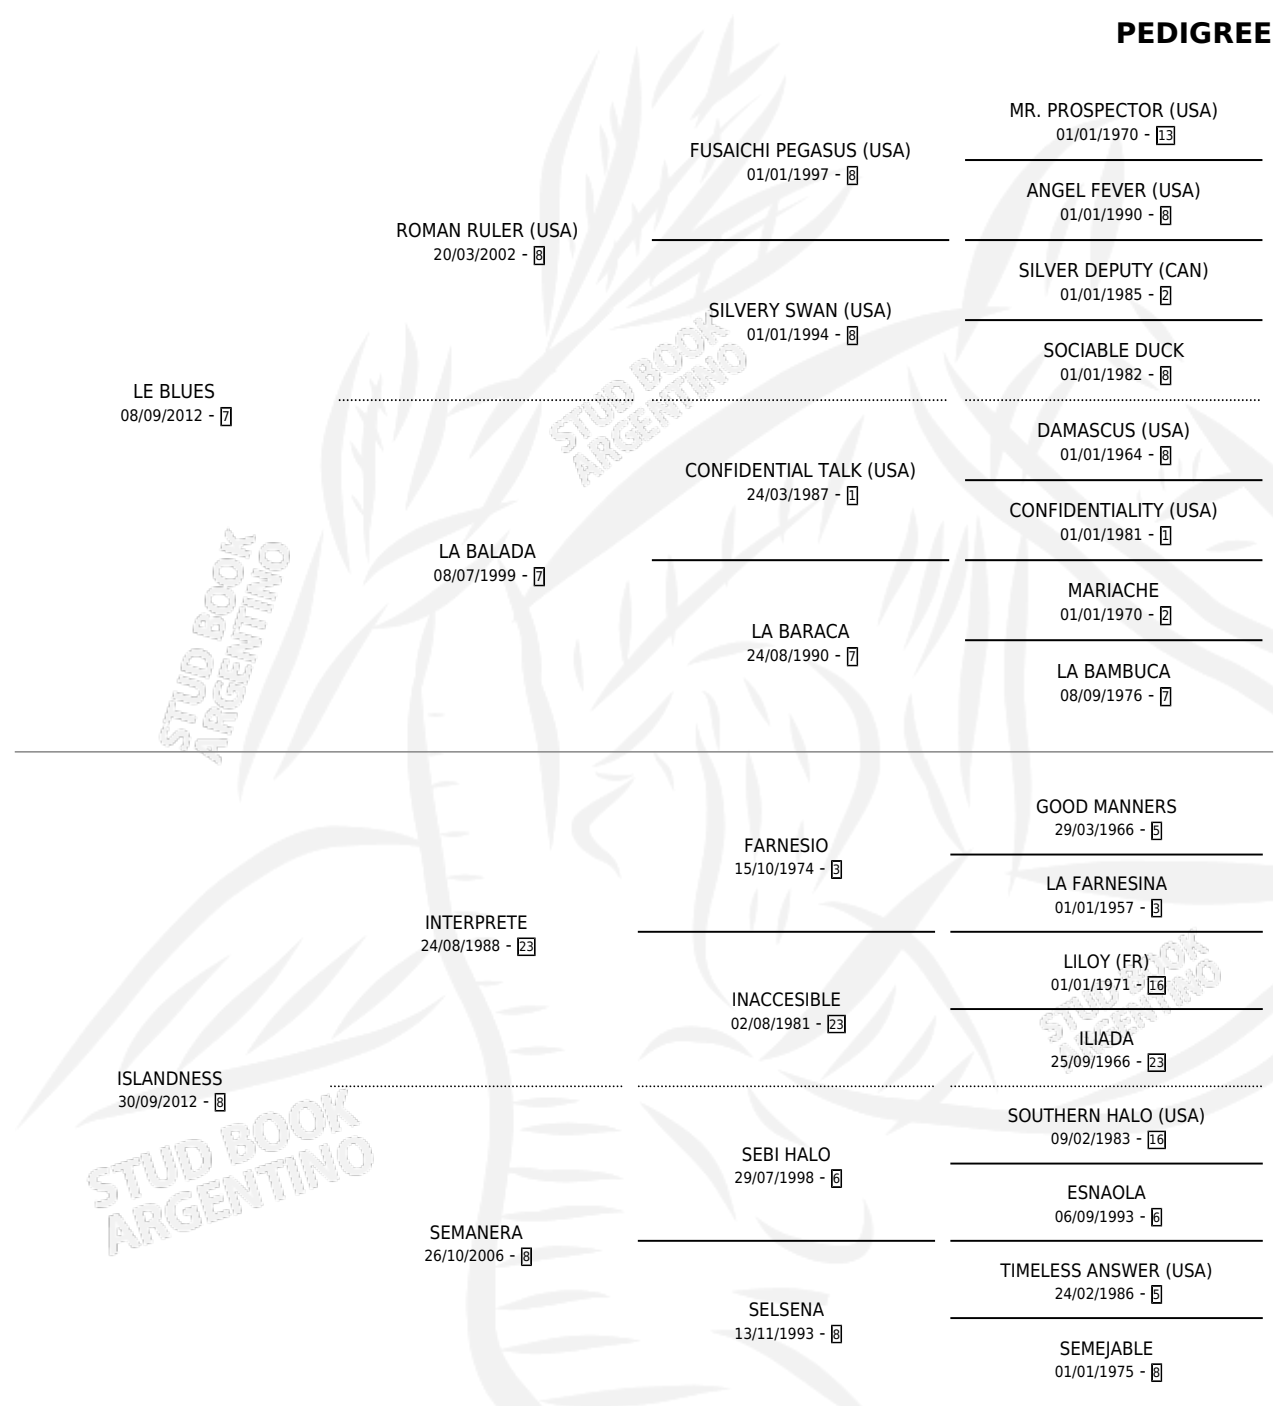 PEDIGREE
MR. PROSPECTOR (USA)
01/01/1970 - 13
FUSAICHI PEGASUS (USA)
01/01/1997 - 8
ANGEL FEVER (USA)
01/01/1990 - 8
ROMAN RULER (USA)
20/03/2002 - 8
SILVER DEPUTY (CAN)
01/01/1985 - 2
SILVERY SWAN (USA)
01/01/1994 - 8
SOCIABLE DUCK
01/01/1982 - 8
LE BLUES
08/09/2012 - 7
DAMASCUS (USA)
01/01/1964 - 8
CONFIDENTIAL TALK (USA)
24/03/1987 - 1
CONFIDENTIALITY (USA)
01/01/1981 - 1
LA BALADA
08/07/1999 - 7
MARIACHE
01/01/1970 - 2
LA BARACA
24/08/1990 - 7
LA BAMBUCA
08/09/1976 - 7
GOOD MANNERS
29/03/1966 - 5
FARNESIO
15/10/1974 - 3
LA FARNESINA
01/01/1957 - 3
INTERPRETE
24/08/1988 - 23
LILOY (FR)
01/01/1971 - 16
INACCESIBLE
02/08/1981 - 23
ILIADA
25/09/1966 - 23
ISLANDNESS
30/09/2012 - 8
SOUTHERN HALO (USA)
09/02/1983 - 16
SEBI HALO
29/07/1998 - 6
ESNAOLA
06/09/1993 - 6
SEMANERA
26/10/2006 - 8
TIMELESS ANSWER (USA)
24/02/1986 - 5
SELSENA
13/11/1993 - 8
SEMEJABLE
01/01/1975 - 8
STUD BOOK
ARGENTINO
STUD BOOK
ARGENTINO
STUD BOOK
ARGENTINO
STUD BOOK
ARGENTINO